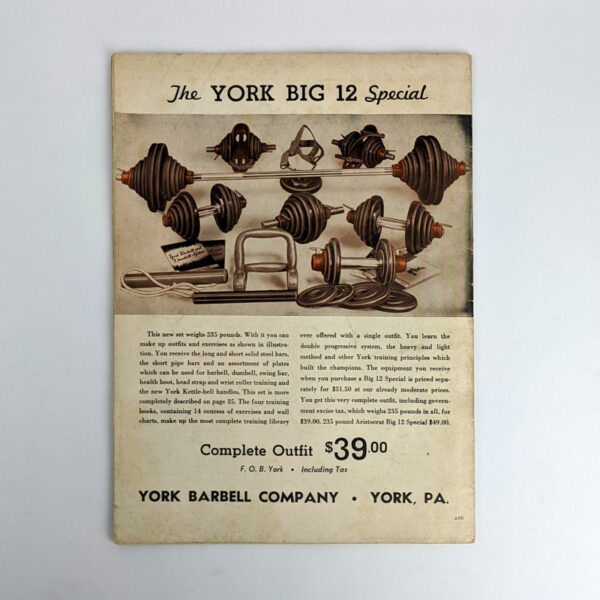 The YORK BIG 12 Special
This new set weighs 235 pounds. With it you can
make up outfits and exercises as shown in illustra-
tion. You receive the long and short solid steel bars,
the short pipe bars and an assortment of plates
which can be used for barbell, dumbell, swing bar,
health boot, head strap and wrist roller training and
the new York Kettle-bell handles. This set is more
completely described on page 35. The four training
books, containing 14 courses of exercises and wall
charts, make up the most complete training library
ever offered with a single outfit. You learn the
double progressive system, the heavy and light
method and other York training principles which
built the champions. The equipment you receive
when you purchase a Big 12 Special is priced sepa-
rately for $51.50 at our already moderate prices.
You get this very complete outfit, including govern-
ment excise tax, which weighs 235 pounds in all, for
$39.00. 235 pound Aristocrat Big 12 Special $49.00.
Complete Outfit $39.00
F. O. B. York • Including Tax
YORK BARBELL COMPANY • YORK, PA.